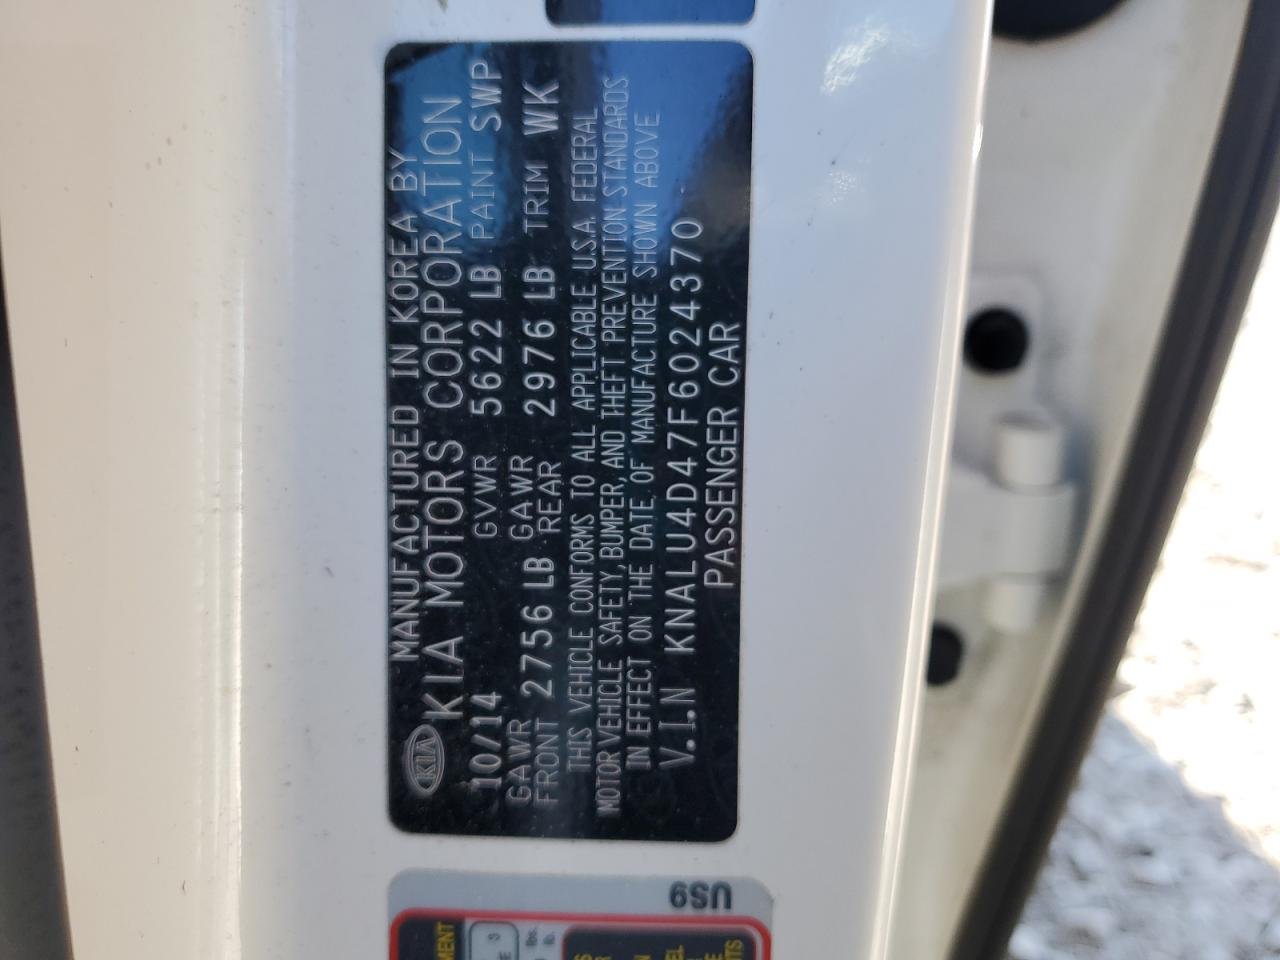 KIA MANUFACTURED IN KOREA BY
KIA MOTORS CORPORATION
10/14 GVWR 5622 LB PAINT SWP
GAWR FRONT 2756 LB GAWR REAR 2976 LB TRIM WK
THIS VEHICLE CONFORMS TO ALL APPLICABLE U.S.A. FEDERAL
MOTOR VEHICLE SAFETY, BUMPER, AND THEFT PREVENTION STANDARDS
IN EFFECT ON THE DATE OF MANUFACTURE SHOWN ABOVE
V.I.N KNALU4D47F6024370
PASSENGER CAR
US9